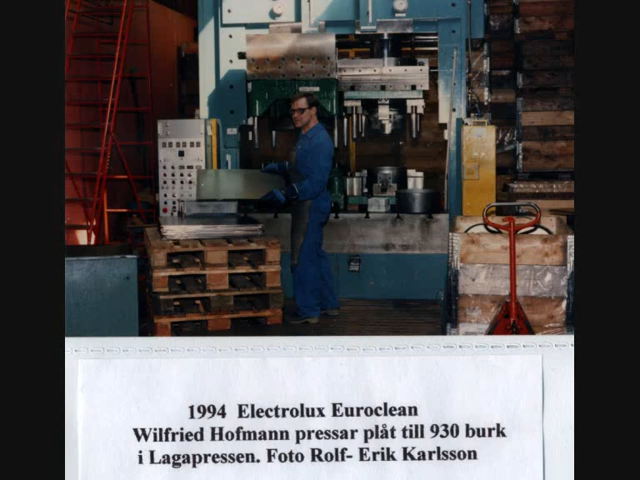 1994 Electrolux Euroclean
Wilfried Hofmann pressar plåt till 930 burk
i Lagapressen. Foto Rolf- Erik Karlsson